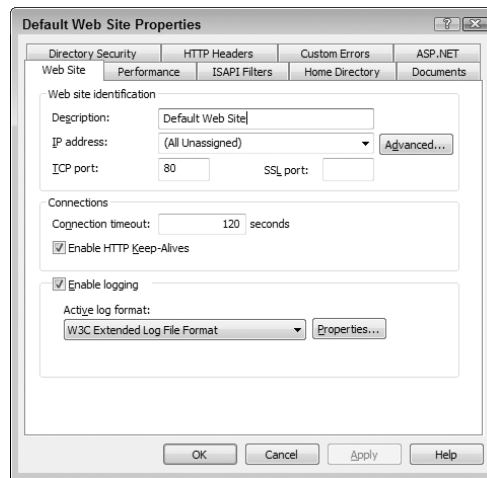 Default Web Site Properties
Directory Security HTTP Headers Custom Errors ASP.NET
Web Site Performance ISAPI Filters Home Directory Documents
Web site identification
Description: Default Web Site
IP address: (All Unassigned) Advanced...
TCP port: 80 SSL port:
Connections
Connection timeout: 120 seconds
Enable HTTP Keep-Alives
Enable logging
Active log format:
W3C Extended Log File Format Properties...
OK Cancel Apply Help